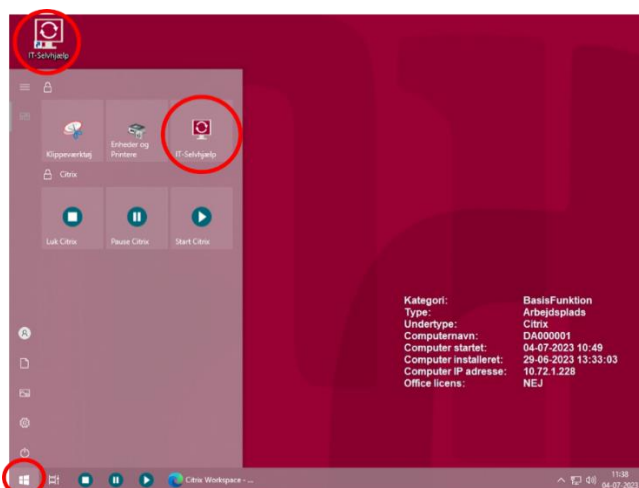 IT-Selvhjælp
Klippeværktøj
Enheder og
Printere
IT-Selvhjælp
Citrix
Luk Citrix
Pause Citrix
Start Citrix
Kategori: BasisFunktion
Type: Arbejdsplads
Undertype: Citrix
Computernavn: DA000001
Computer startet: 04-07-2023 10:49
Computer installeret: 29-06-2023 13:33:03
Computer IP adresse: 10.72.1.228
Office licens: NEJ
Citrix Workspace - ...
11:38
04-07-2023